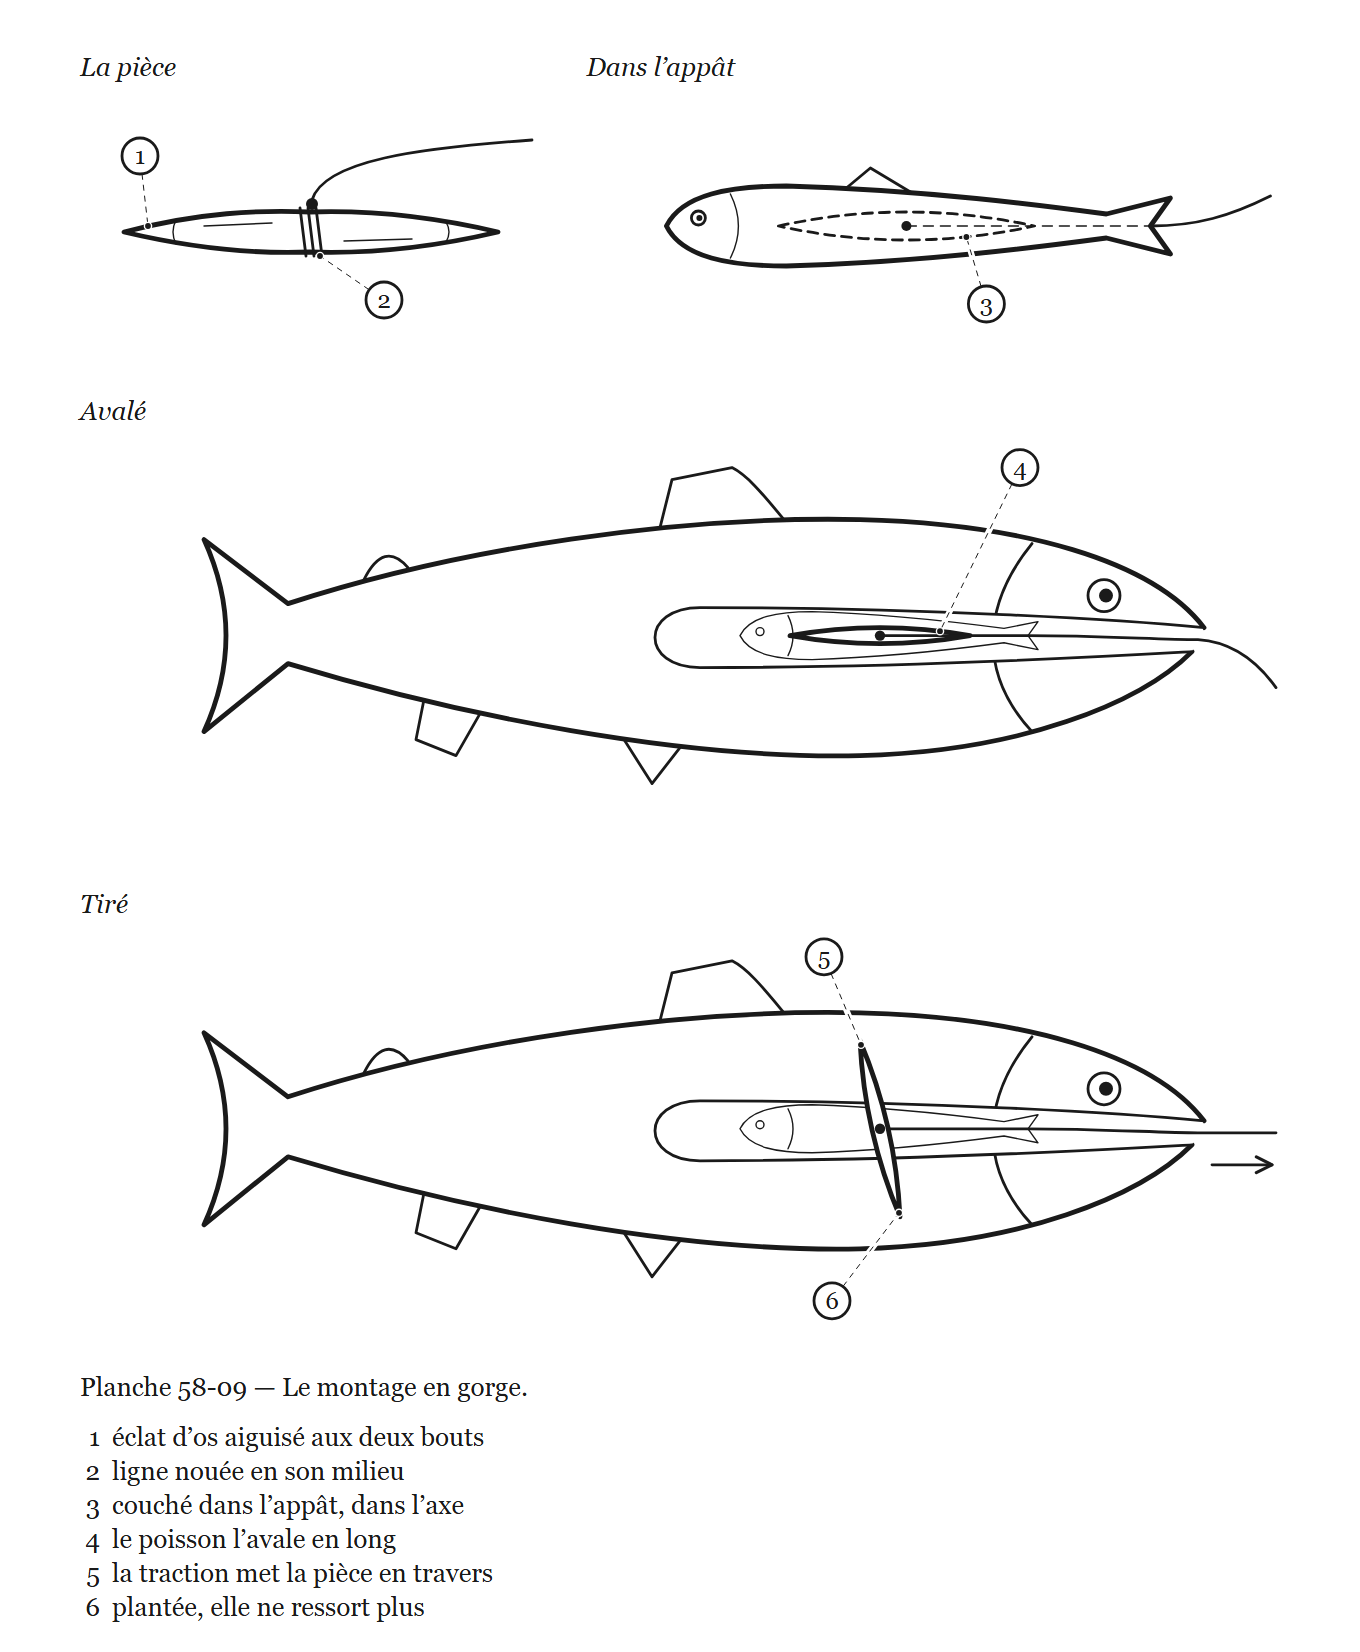 La pièce
Dans l’appât
1
2
3
Avalé
4
Tiré
5
6
Planche 58-09 — Le montage en gorge.
1 éclat d’os aiguisé aux deux bouts
2 ligne nouée en son milieu
3 couché dans l’appât, dans l’axe
4 le poisson l’avale en long
5 la traction met la pièce en travers
6 plantée, elle ne ressort plus